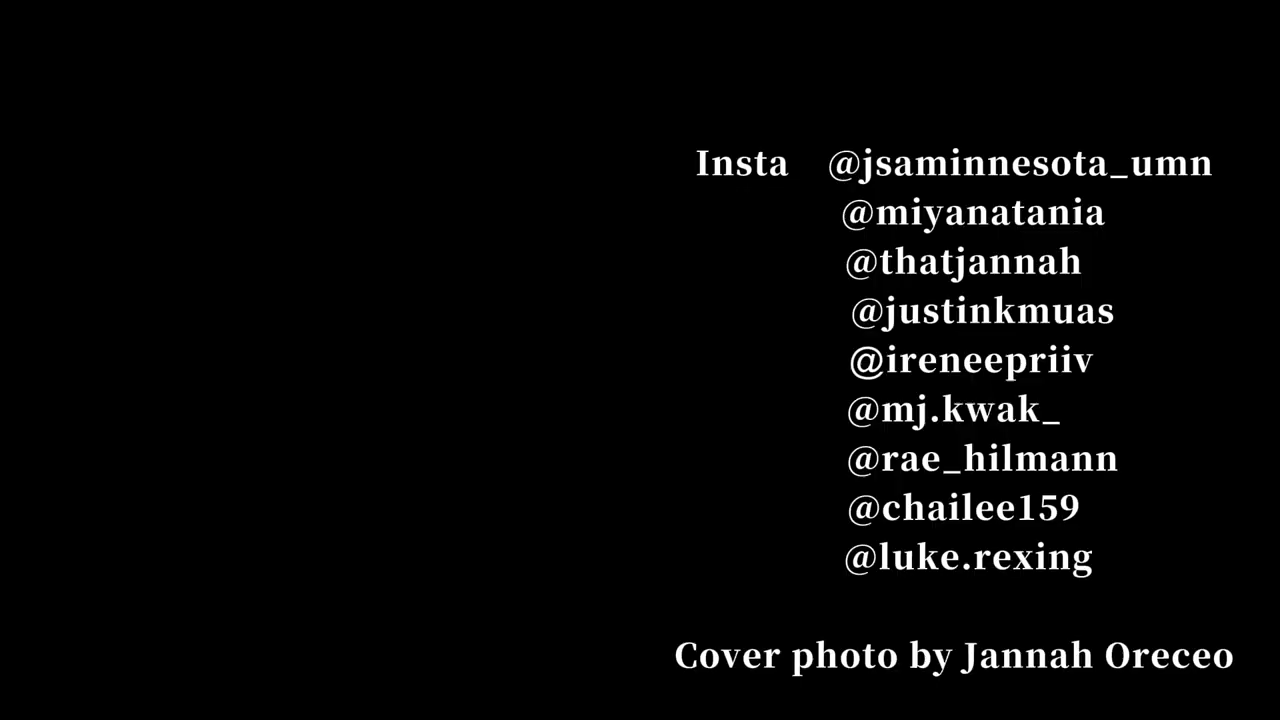 Insta @jsaminnesota_umn
@miyanatania
@thatjannah
@justinkmuas
@ireneepriiv
@mj.kwak_
@rae_hilmann
@chailee159
@luke.rexing
Cover photo by Jannah Oreceo